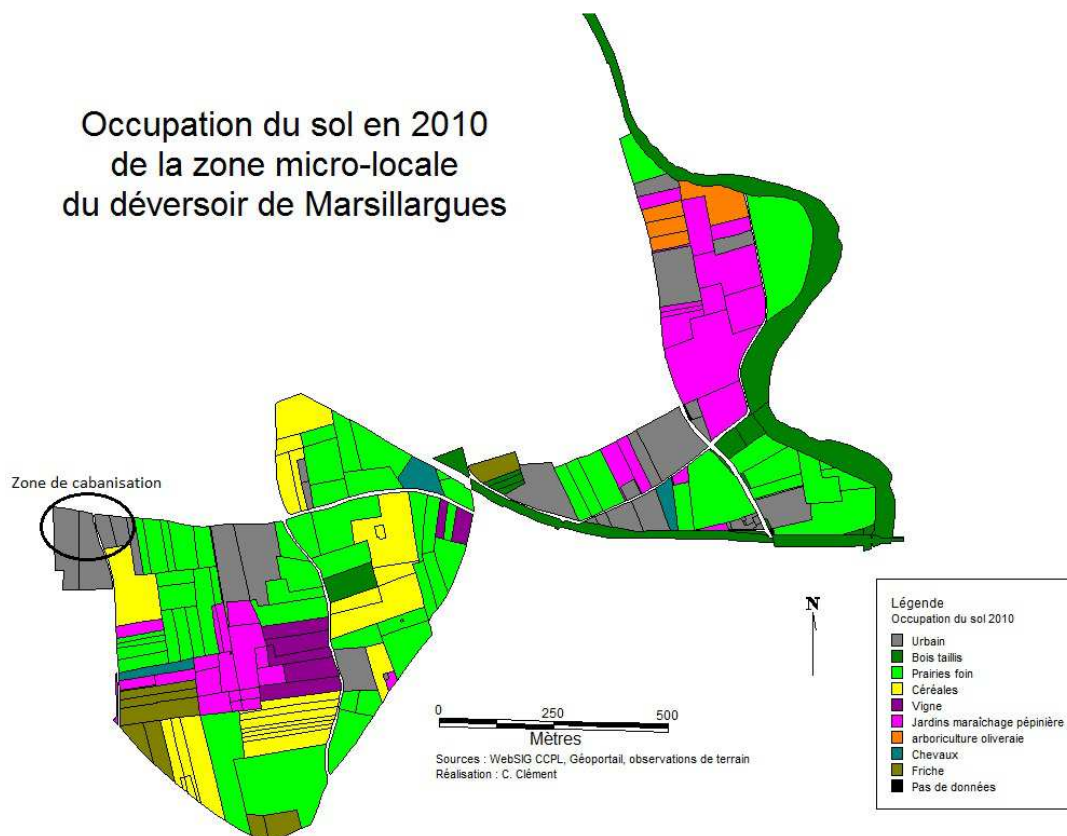 Occupation du sol en 2010
de la zone micro-locale
du déversoir de Marsillargues
Zone de cabanisation
N
0 250 500
Mètres
Sources : WebSIG CCPL, Géoportail, observations de terrain
Réalisation : C. Clément
Légende
Occupation du sol 2010
Urbain
Bois taillis
Prairies foin
Céréales
Vigne
Jardins maraîchage pépinière
arboriculture oliveraie
Chevaux
Friche
Pas de données